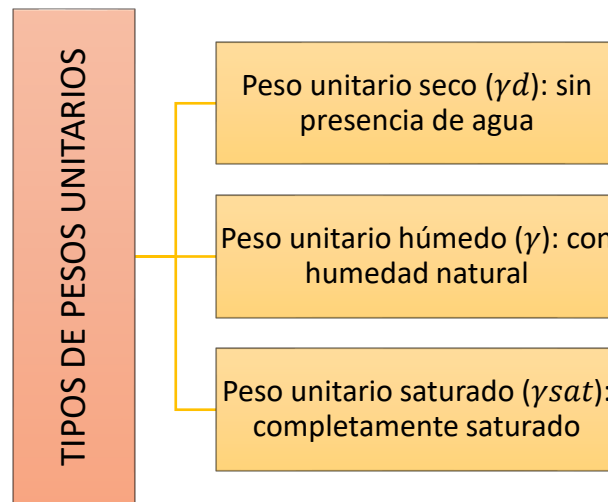 TIPOS DE PESOS UNITARIOS
Peso unitario seco (𝛾𝑑): sin
presencia de agua
Peso unitario húmedo (𝛾): con
humedad natural
Peso unitario saturado (𝛾𝑠𝑎𝑡):
completamente saturado